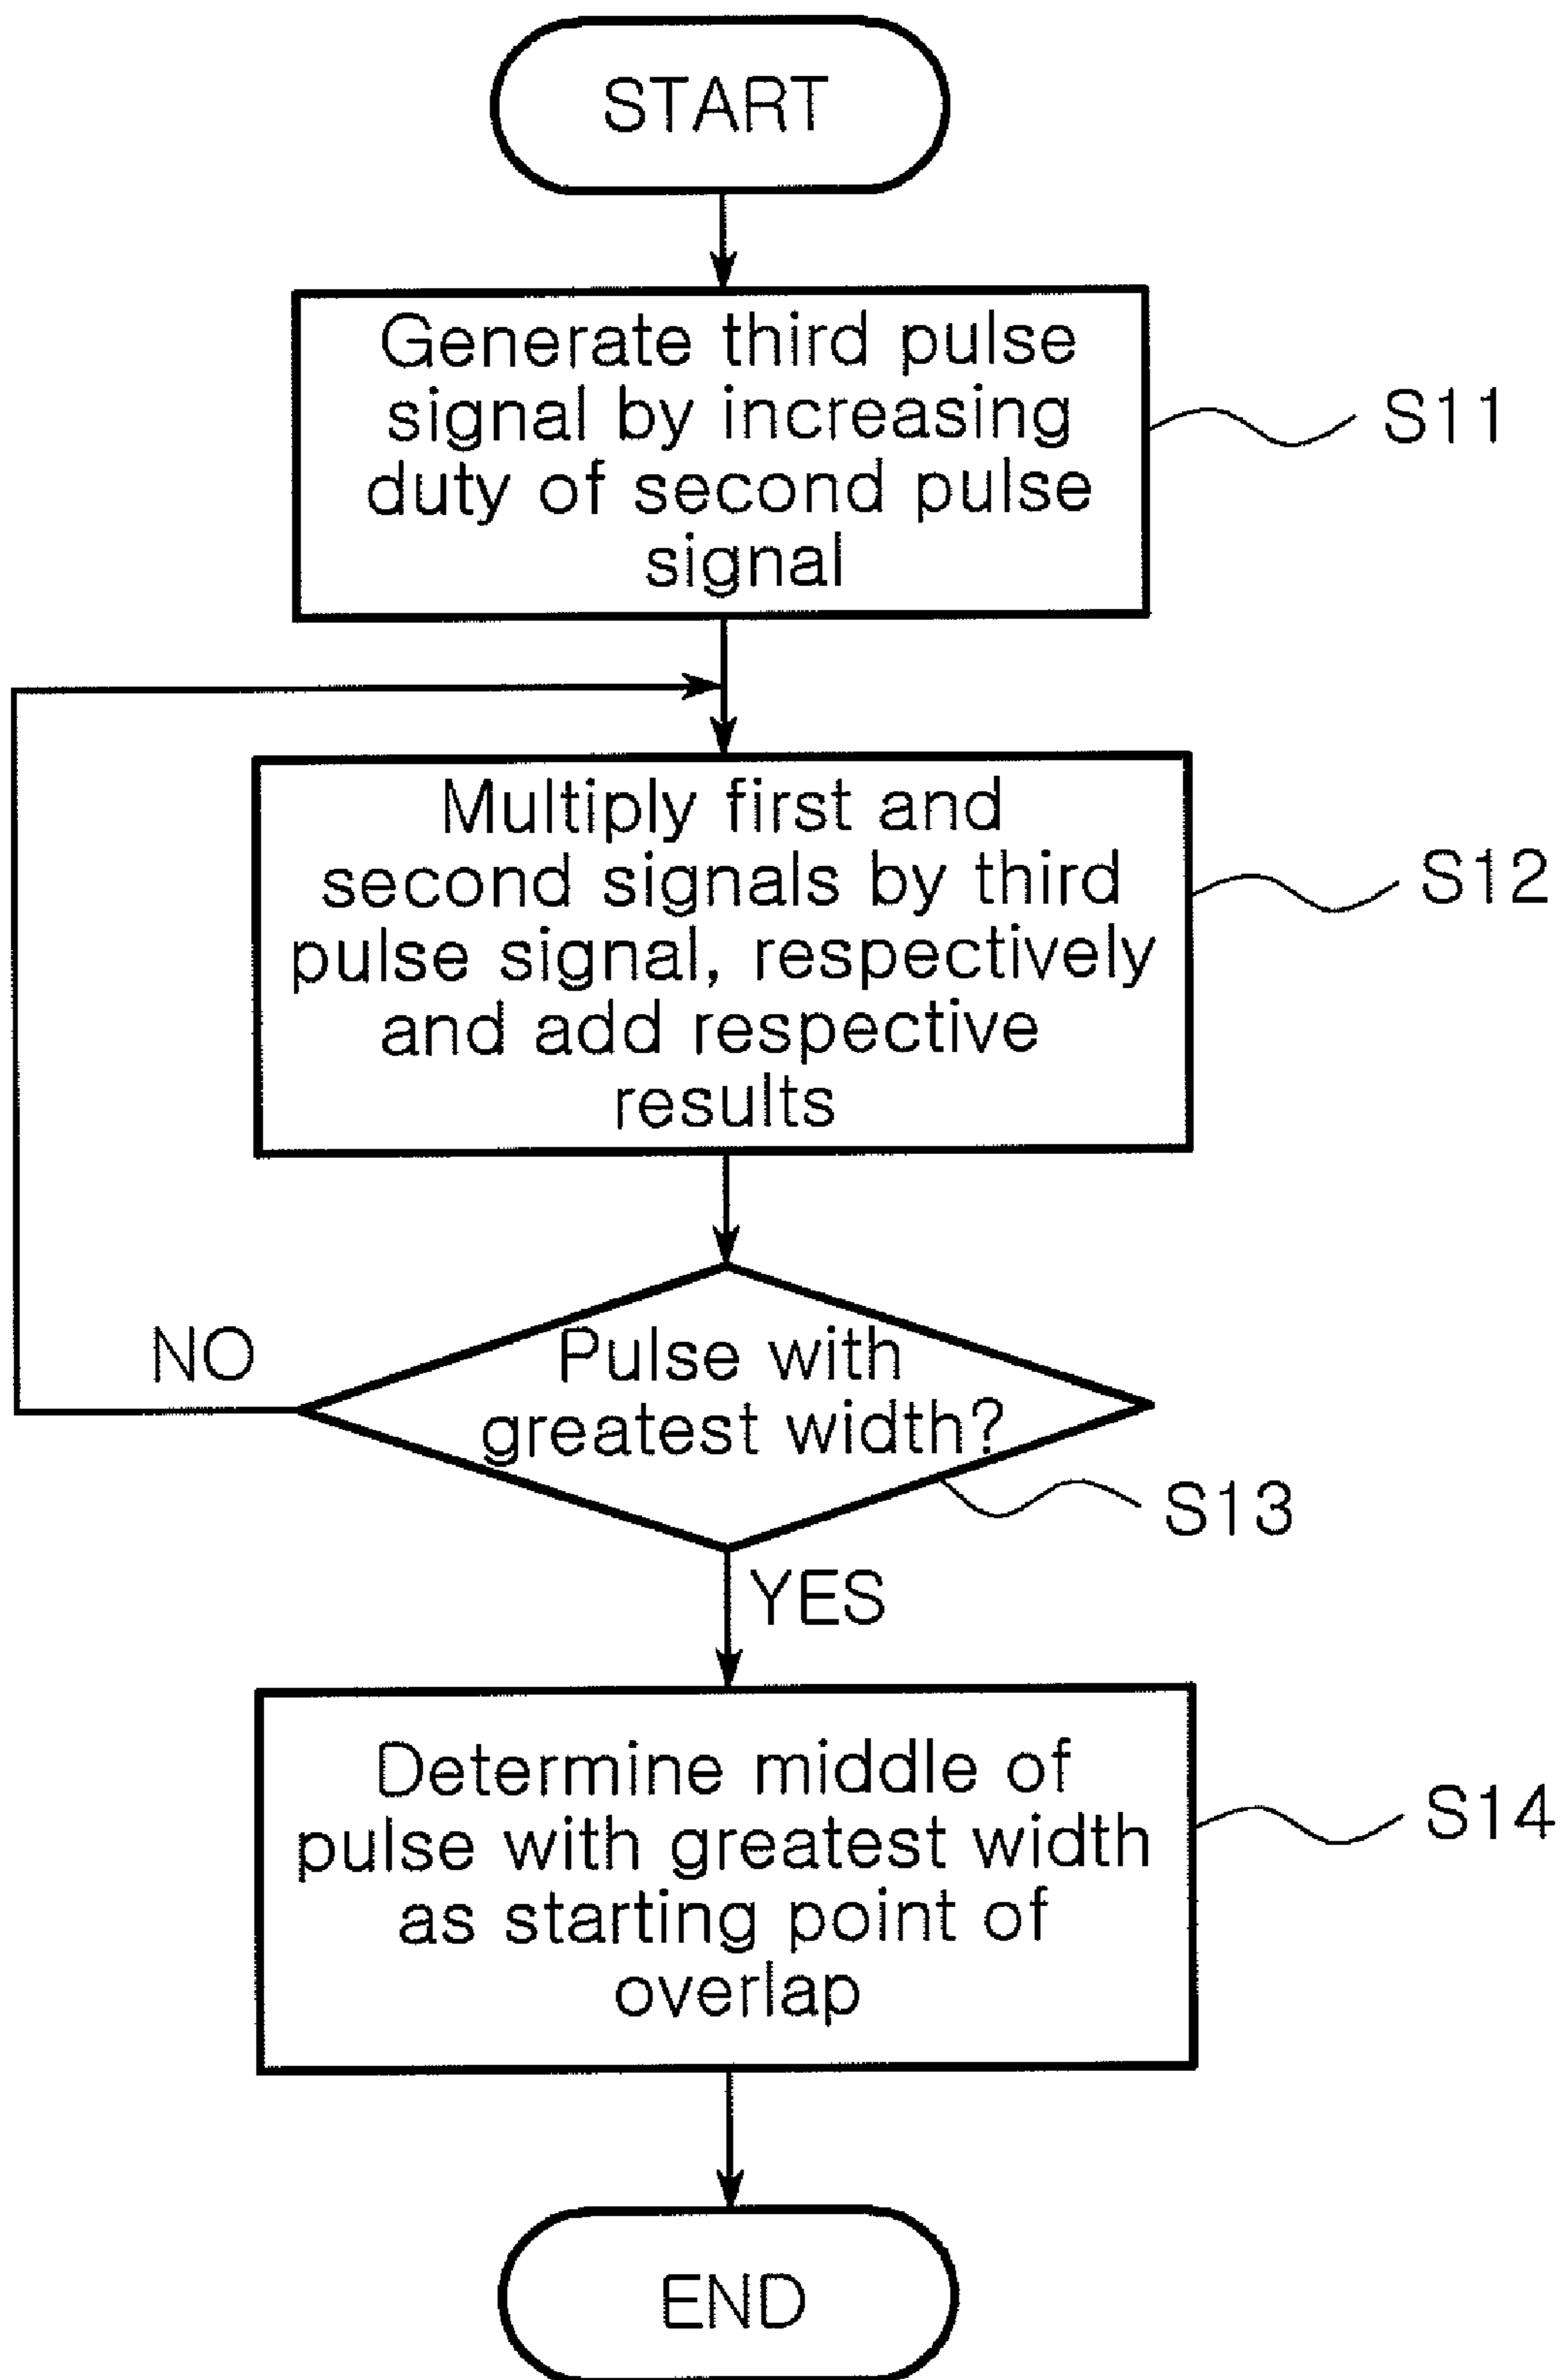 START
Generate third pulse
signal by increasing
duty of second pulse
signal
S11
Multiply first and
second signals by third
pulse signal, respectively
and add respective
results
S12
Pulse with
greatest width?
NO
S13
YES
Determine middle of
pulse with greatest width
as starting point of
overlap
S14
END